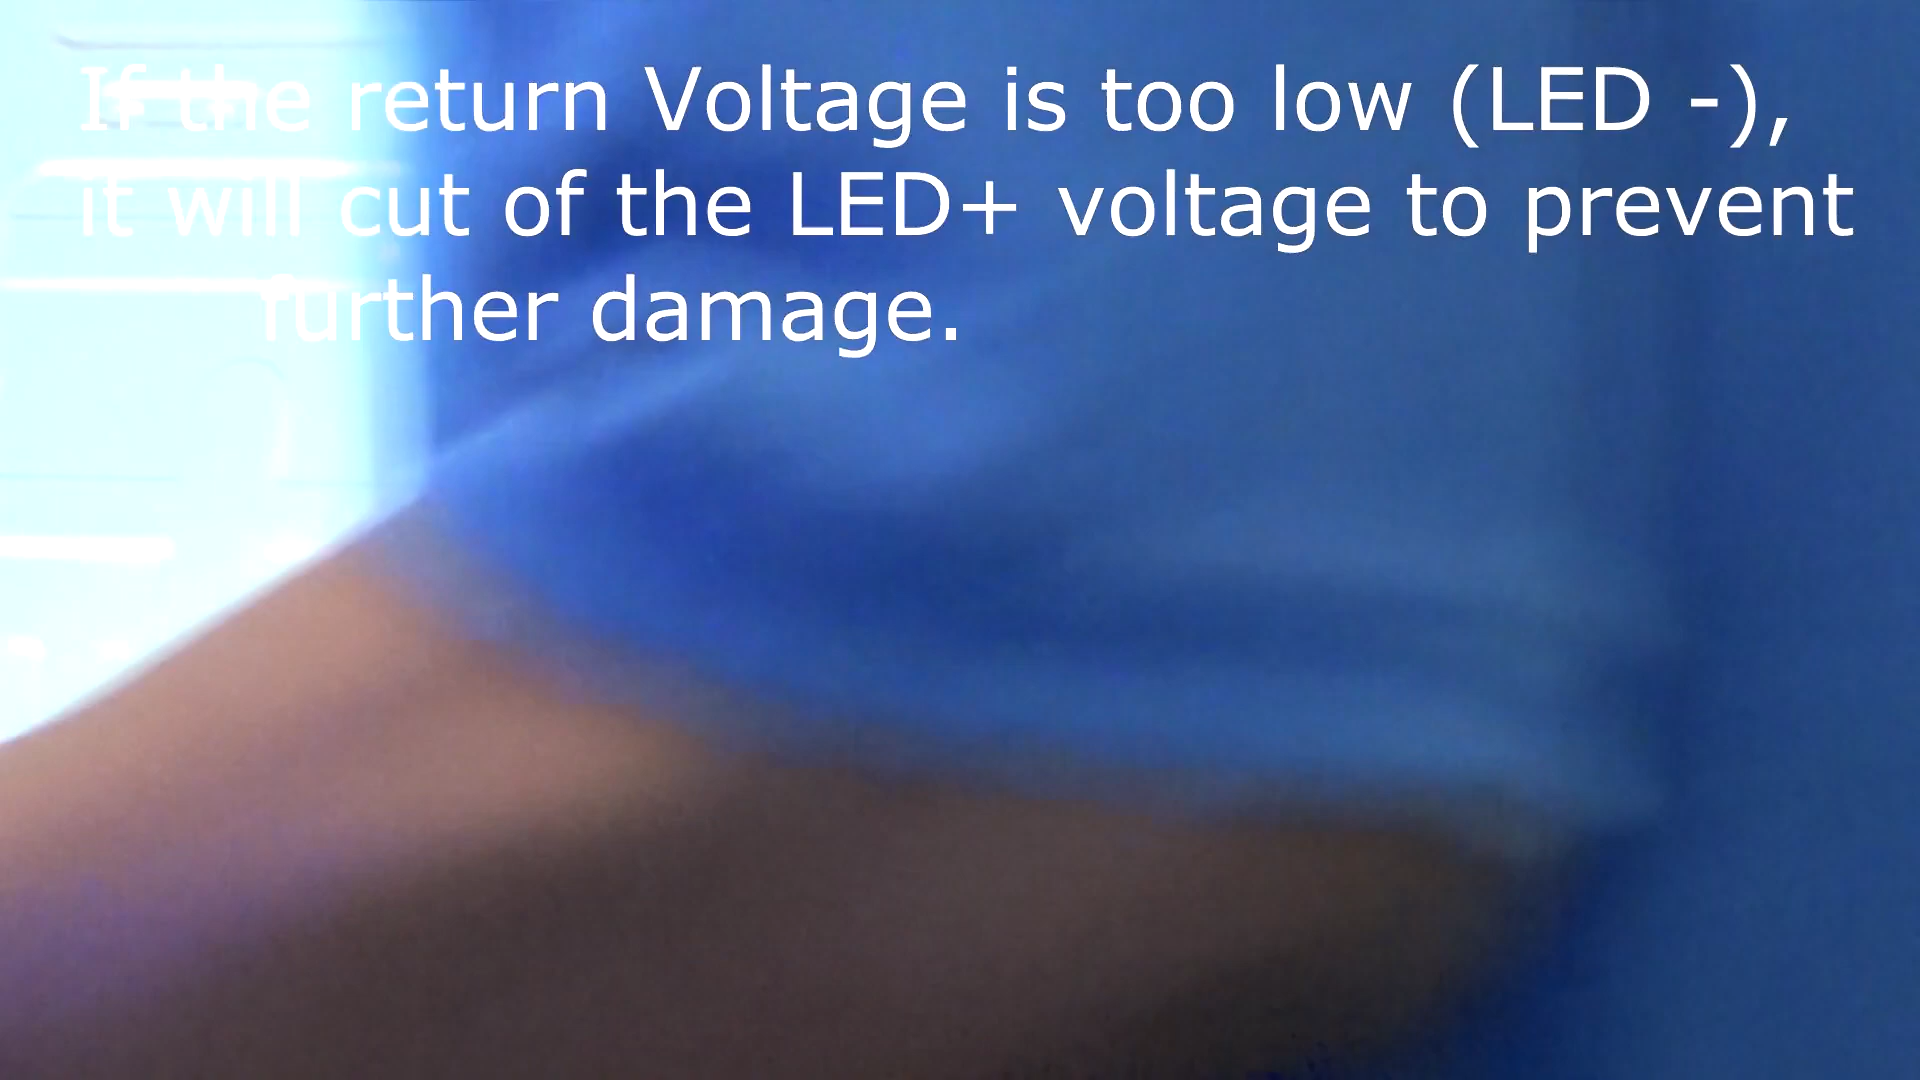 If the return Voltage is too low (LED -),
it will cut of the LED+ voltage to prevent
further damage.